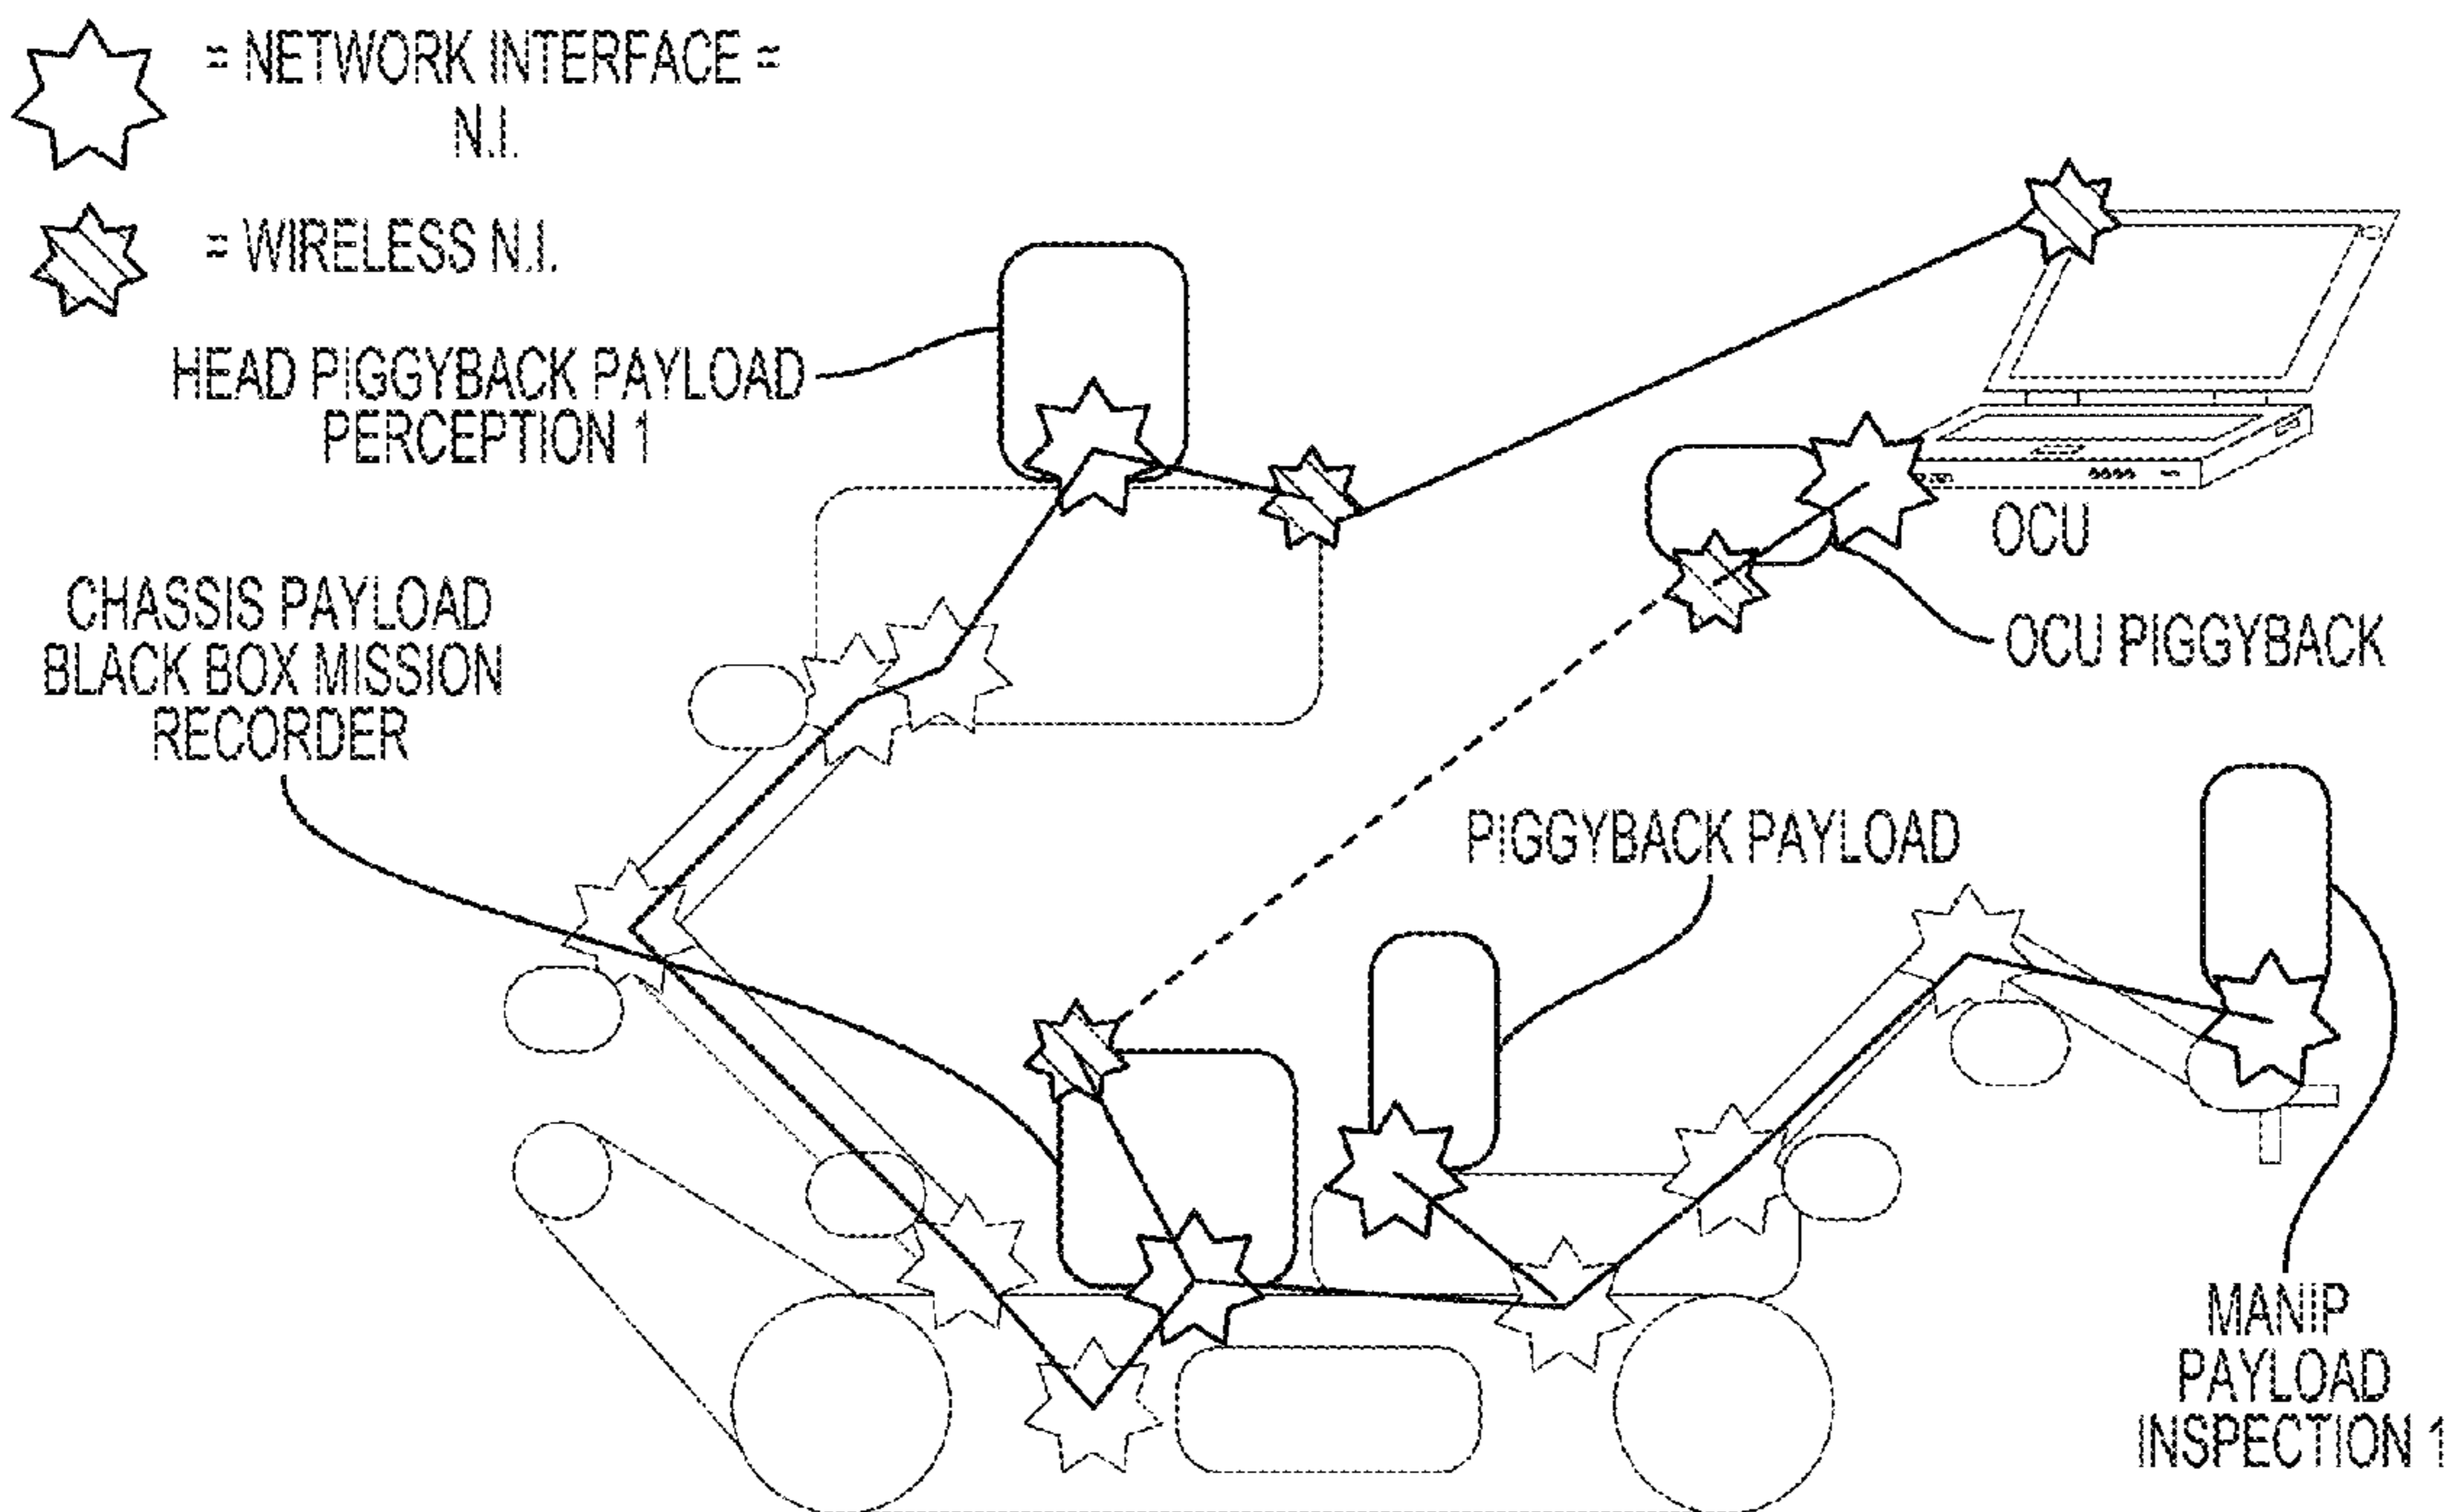 = NETWORK INTERFACE =
N.I.
= WIRELESS N.I.
HEAD PIGGYBACK PAYLOAD
PERCEPTION 1
CHASSIS PAYLOAD
BLACK BOX MISSION
RECORDER
OCU
OCU PIGGYBACK
PIGGYBACK PAYLOAD
MANIP
PAYLOAD
INSPECTION 1